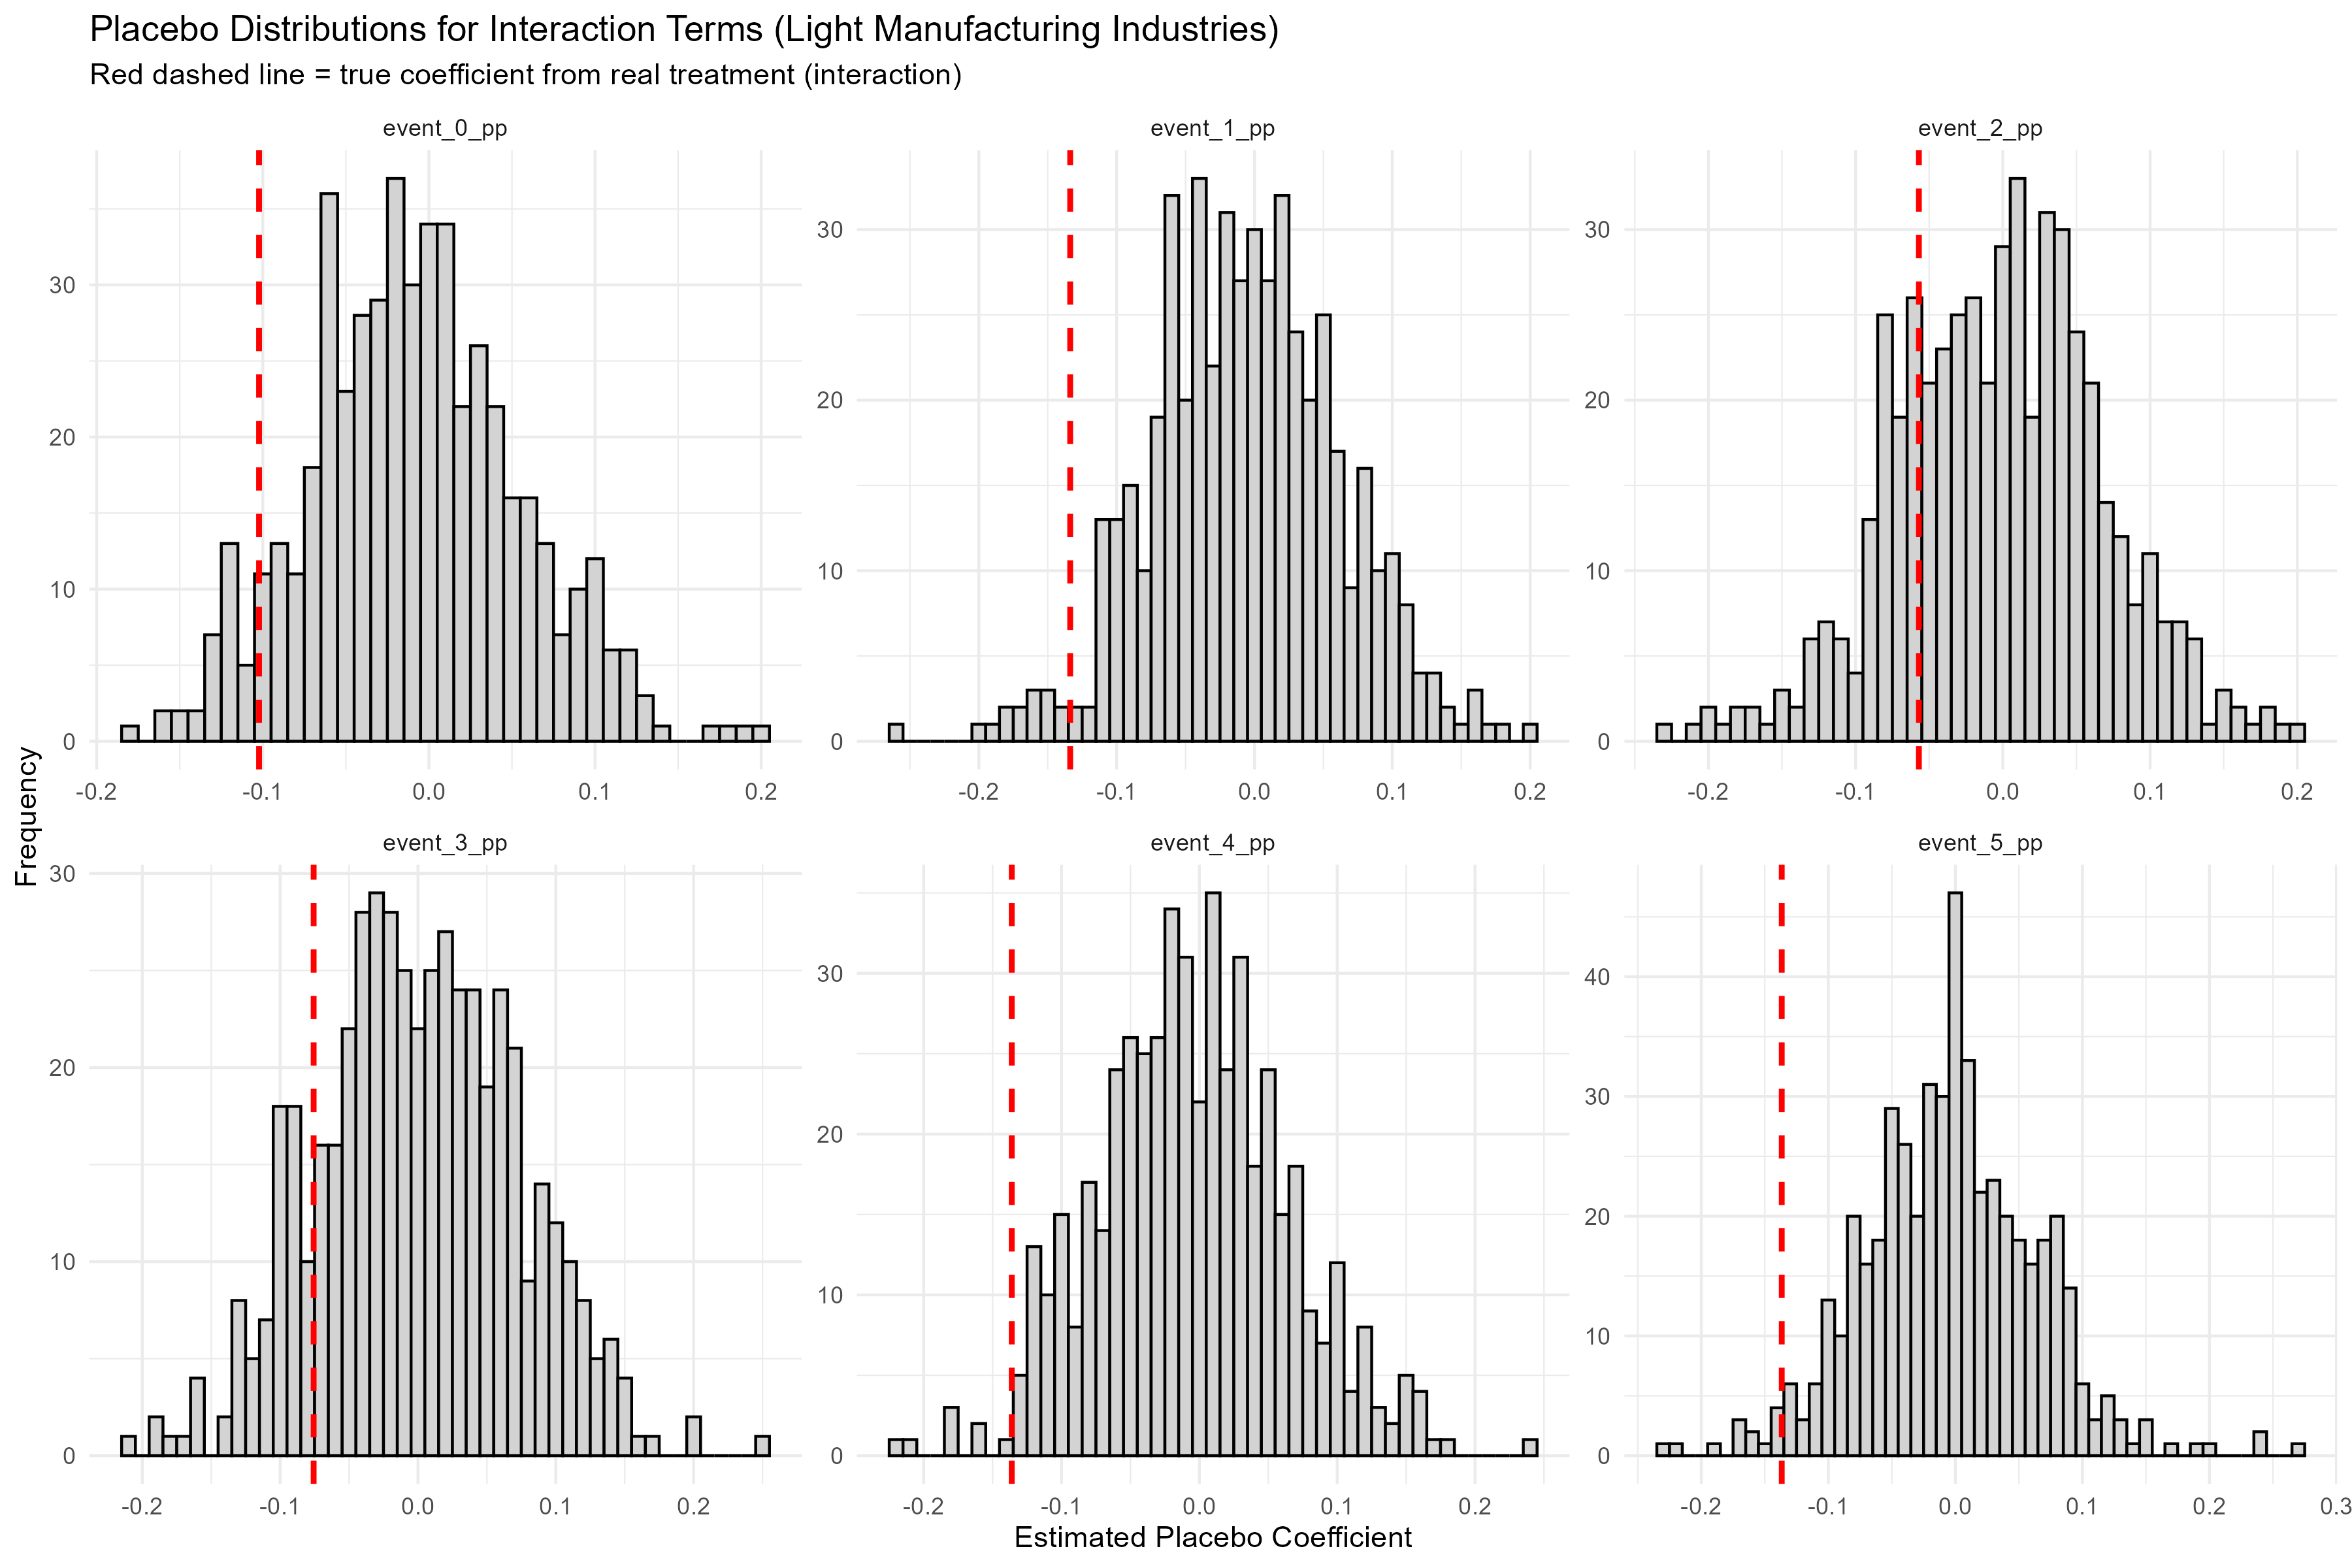 Placebo Distributions for Interaction Terms (Light Manufacturing Industries)
Red dashed line = true coefficient from real treatment (interaction)
event_0_pp
event_1_pp
event_2_pp
30
20
10
0
-0.2 -0.1 0.0 0.1 0.2
30
20
10
0
-0.2 -0.1 0.0 0.1 0.2
30
20
10
0
-0.2 -0.1 0.0 0.1 0.2
Frequency
event_3_pp
event_4_pp
event_5_pp
30
20
10
0
-0.2 -0.1 0.0 0.1 0.2
30
20
10
0
-0.2 -0.1 0.0 0.1 0.2
40
30
20
10
0
-0.2 -0.1 0.0 0.1 0.2 0.3
Estimated Placebo Coefficient